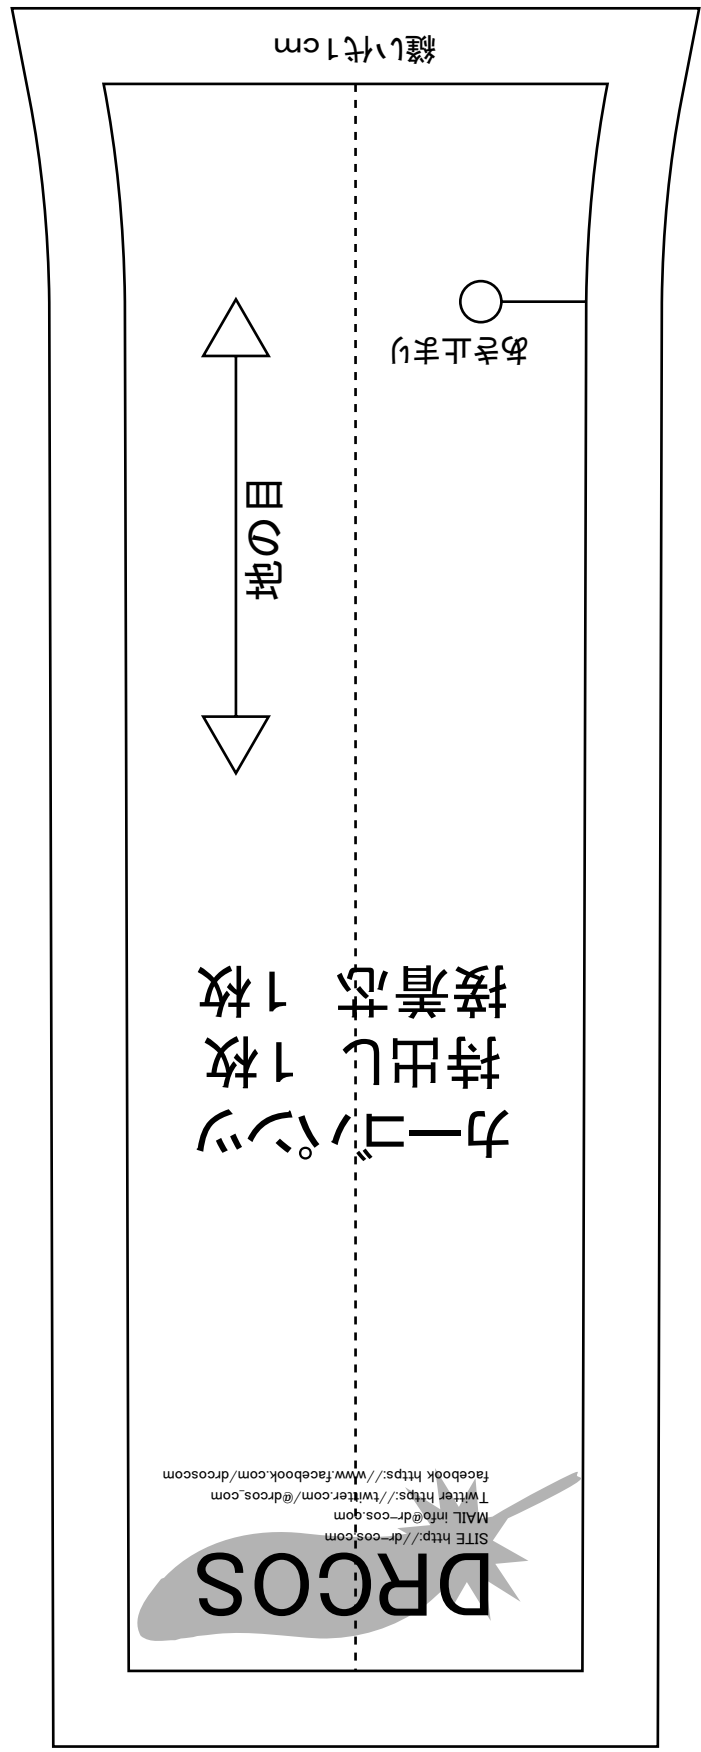 DRCOS
SITE http://dr-cos.com
MAIL info@dr-cos.com
Twitter https://twitter.com/@drcos_com
facebook https://www.facebook.com/drcoscom
カーゴパンツ
持出し 1枚
接着芯 1枚
地の目
あき止まり
縫い代1cm